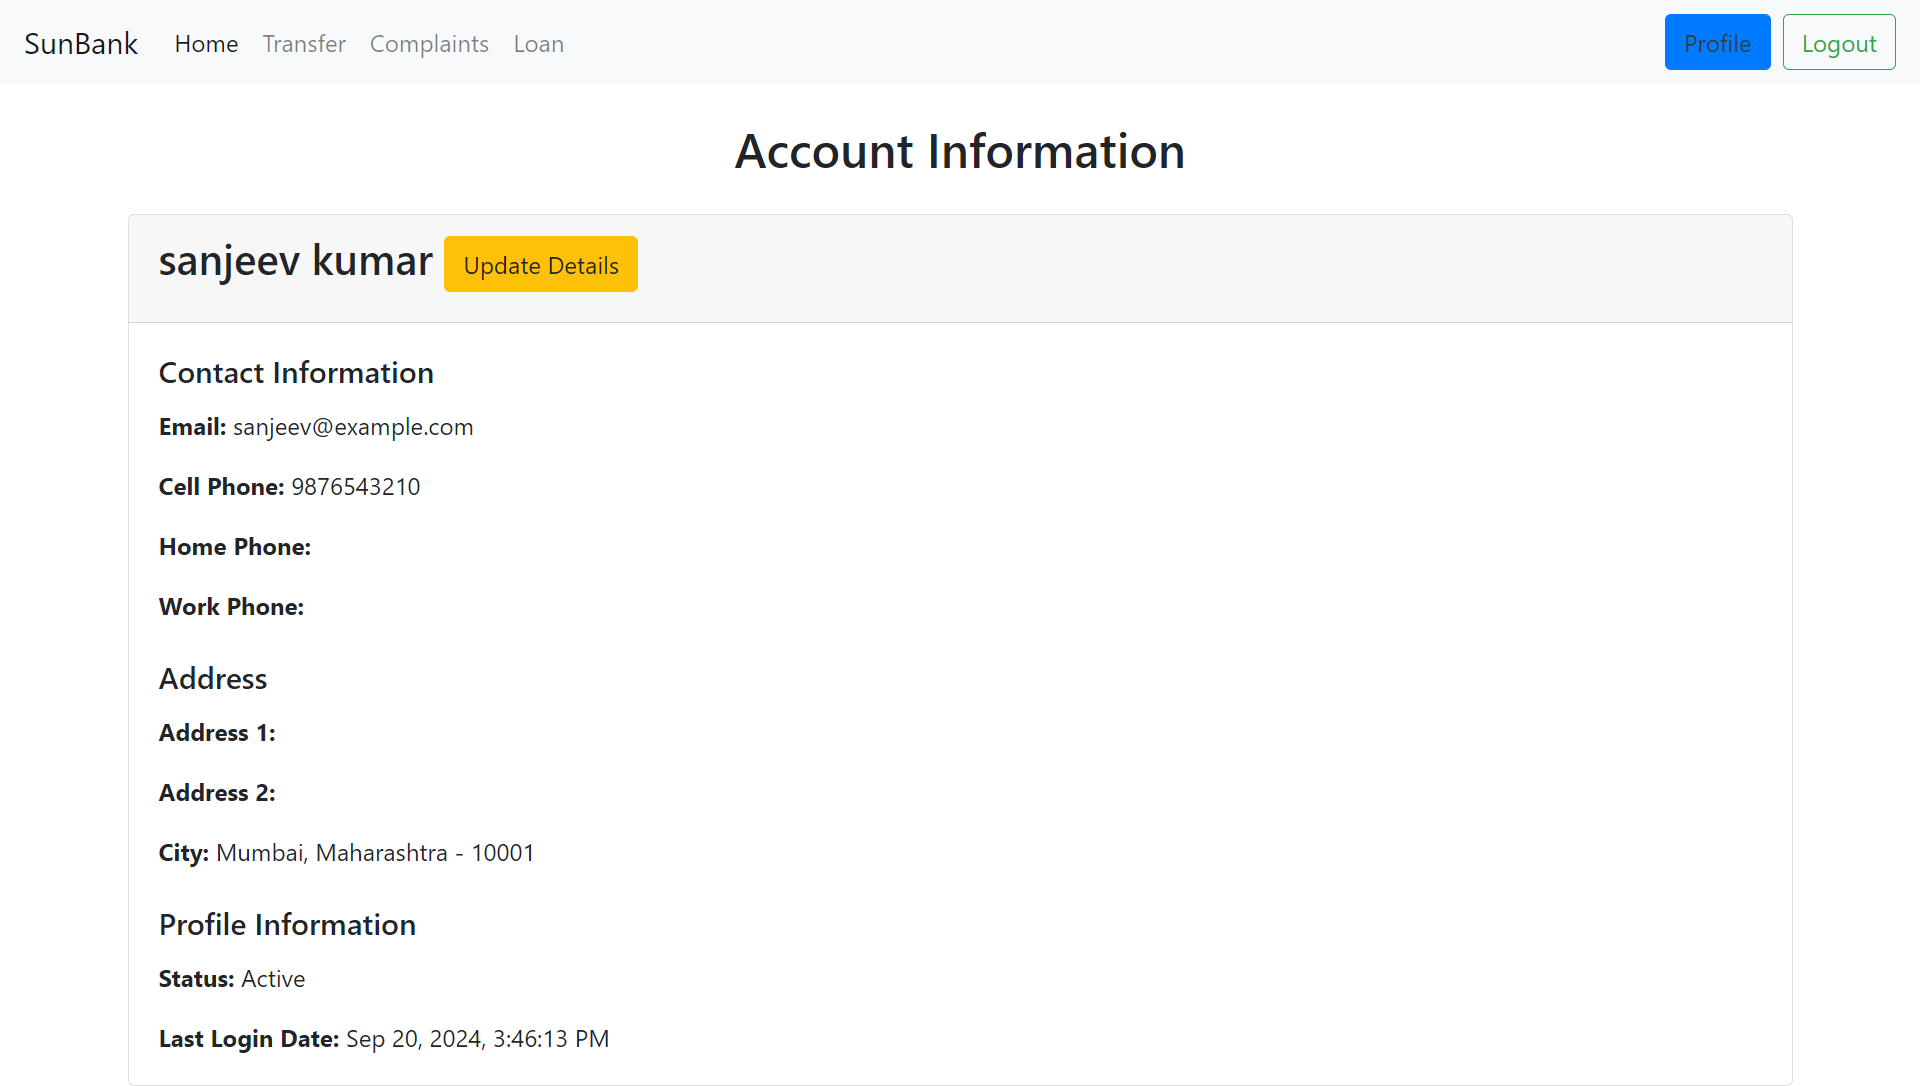 SunBank Home Transfer Complaints Loan Profile Logout
Account Information
sanjeev kumar Update Details
Contact Information
Email: sanjeev@example.com
Cell Phone: 9876543210
Home Phone:
Work Phone:
Address
Address 1:
Address 2:
City: Mumbai, Maharashtra - 10001
Profile Information
Status: Active
Last Login Date: Sep 20, 2024, 3:46:13 PM